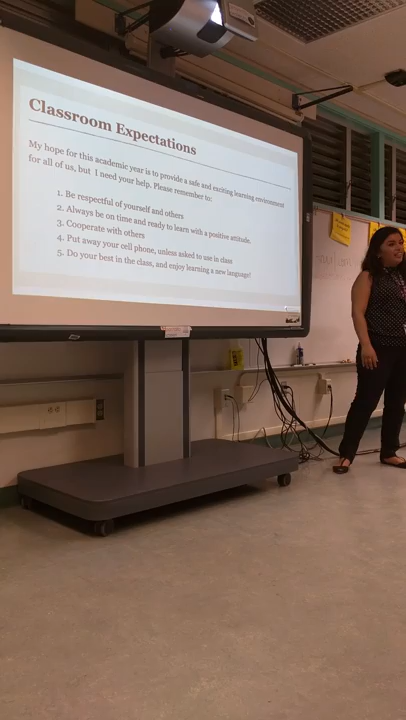 Classroom Expectations
My hope for this academic year is to provide a safe and exciting learning environment
for all of us, but I need your help. Please remember to:
1. Be respectful of yourself and others
2. Always be on time and ready to learn with a positive attitude.
3. Cooperate with others
4. Put away your cell phone, unless asked to use in class
5. Do your best in the class, and enjoy learning a new language!